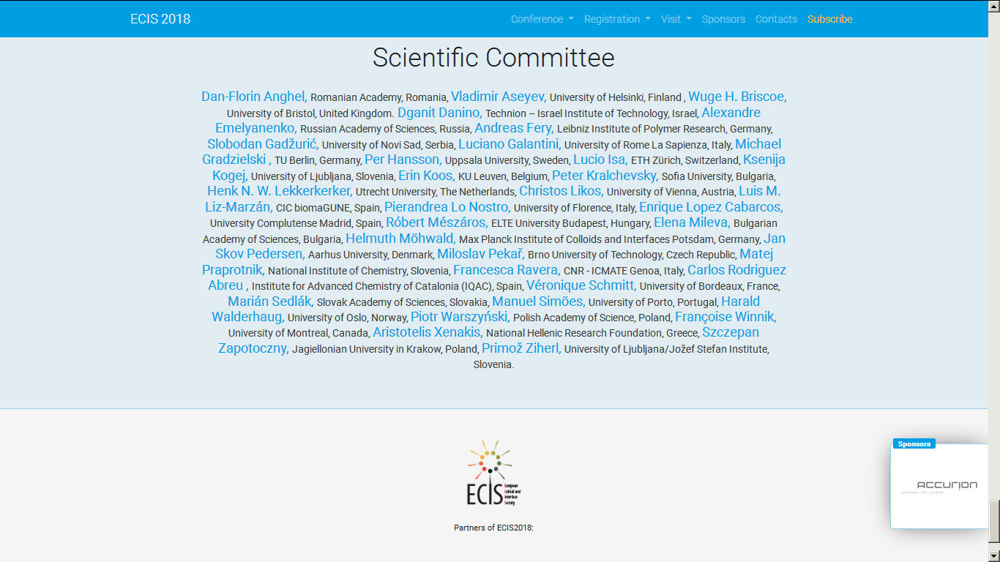 ECIS 2018
Conference Registration Visit Sponsors Contacts Subscribe
Scientific Committee
Dan-Florin Anghel, Romanian Academy, Romania, Vladimir Aseyev, University of Helsinki, Finland , Wuge H. Briscoe,
University of Bristol, United Kingdom. Dganit Danino, Technion – Israel Institute of Technology, Israel, Alexandre
Emelyanenko, Russian Academy of Sciences, Russia, Andreas Fery, Leibniz Institute of Polymer Research, Germany,
Slobodan Gadžurić, University of Novi Sad, Serbia, Luciano Galantini, University of Rome La Sapienza, Italy, Michael
Gradzielski , TU Berlin, Germany, Per Hansson, Uppsala University, Sweden, Lucio Isa, ETH Zürich, Switzerland, Ksenija
Kogej, University of Ljubljana, Slovenia, Erin Koos, KU Leuven, Belgium, Peter Kralchevsky, Sofia University, Bulgaria,
Henk N. W. Lekkerkerker, Utrecht University, The Netherlands, Christos Likos, University of Vienna, Austria, Luis M.
Liz-Marzán, CIC biomaGUNE, Spain, Pierandrea Lo Nostro, University of Florence, Italy, Enrique Lopez Cabarcos,
University Complutense Madrid, Spain, Róbert Mészáros, ELTE University Budapest, Hungary, Elena Mileva, Bulgarian
Academy of Sciences, Bulgaria, Helmuth Möhwald, Max Planck Institute of Colloids and Interfaces Potsdam, Germany, Jan
Skov Pedersen, Aarhus University, Denmark, Miloslav Pekař, Brno University of Technology, Czech Republic, Matej
Praprotnik, National Institute of Chemistry, Slovenia, Francesca Ravera, CNR - ICMATE Genoa, Italy, Carlos Rodriguez
Abreu , Institute for Advanced Chemistry of Catalonia (IQAC), Spain, Véronique Schmitt, University of Bordeaux, France,
Marián Sedlák, Slovak Academy of Sciences, Slovakia, Manuel Simões, University of Porto, Portugal, Harald
Walderhaug, University of Oslo, Norway, Piotr Warszyński, Polish Academy of Science, Poland, Françoise Winnik,
University of Montreal, Canada, Aristotelis Xenakis, National Hellenic Research Foundation, Greece, Szczepan
Zapotoczny, Jagiellonian University in Krakow, Poland, Primož Ziherl, University of Ljubljana/Jožef Stefan Institute,
Slovenia.
ECIS
European
Colloid and
Interface
Society
Partners of ECIS2018:
Sponsors
ACCURION
solutions for science